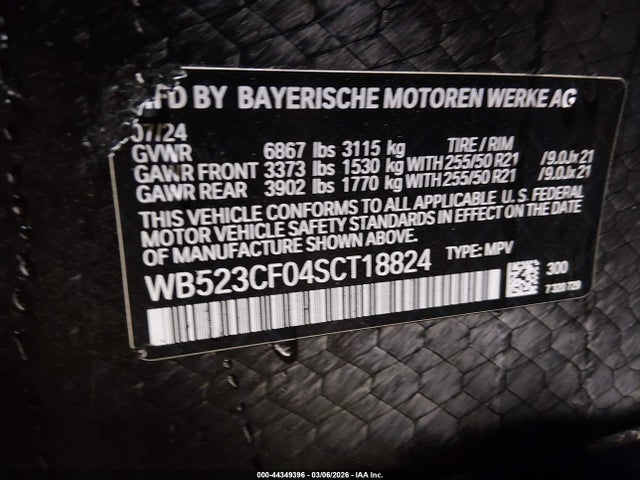 MFD BY BAYERISCHE MOTOREN WERKE AG
07/24
GVWR 6867 lbs 3115 kg TIRE / RIM
GAWR FRONT 3373 lbs 1530 kg WITH 255/50 R21 /9.0Jx21
GAWR REAR 3902 lbs 1770 kg WITH 255/50 R21 /9.0Jx21
THIS VEHICLE CONFORMS TO ALL APPLICABLE U. S. FEDERAL
MOTOR VEHICLE SAFETY STANDARDS IN EFFECT ON THE DATE
OF MANUFACTURE SHOWN ABOVE.
WB523CF04SCT18824 TYPE: MPV
300
000-44349396 - 03/06/2026 - IAA Inc.